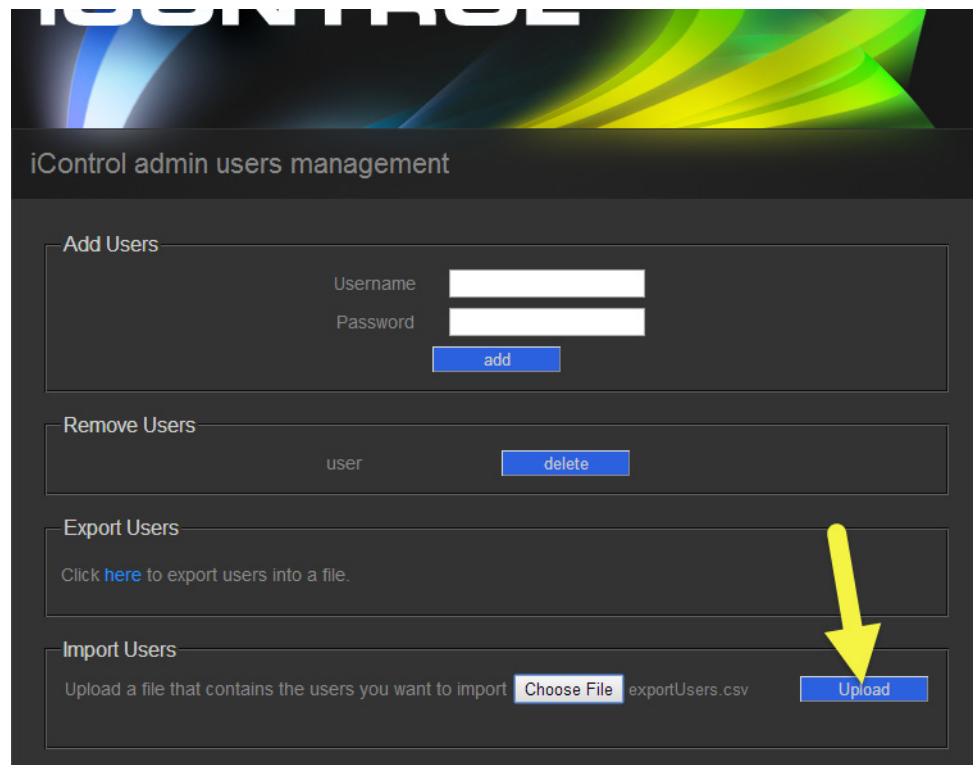 iCONTROL
iControl admin users management
Add Users
Username
Password
add
Remove Users
user delete
Export Users
Click here to export users into a file.
Import Users
Upload a file that contains the users you want to import Choose File exportUsers.csv Upload